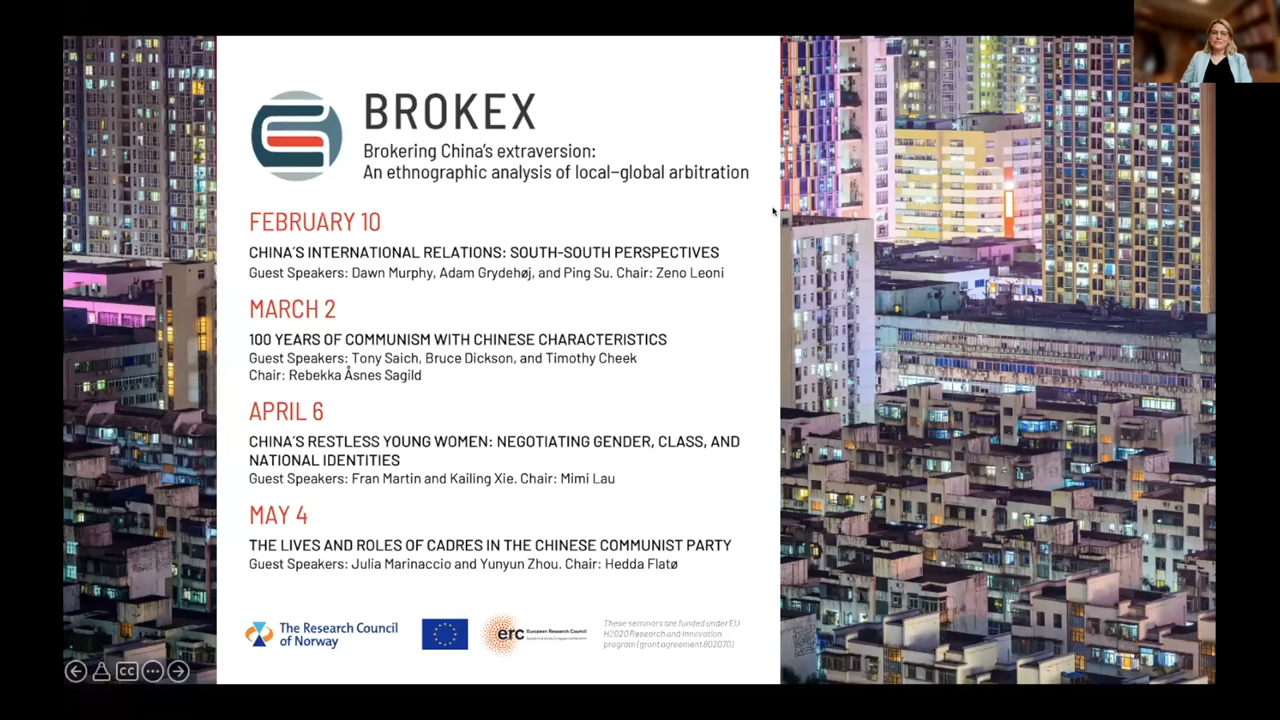 BROKEX
Brokering China's extraversion:
An ethnographic analysis of local–global arbitration
FEBRUARY 10
CHINA'S INTERNATIONAL RELATIONS: SOUTH-SOUTH PERSPECTIVES
Guest Speakers: Dawn Murphy, Adam Grydehøj, and Ping Su. Chair: Zeno Leoni
MARCH 2
100 YEARS OF COMMUNISM WITH CHINESE CHARACTERISTICS
Guest Speakers: Tony Saich, Bruce Dickson, and Timothy Cheek
Chair: Rebekka Åsnes Sagild
APRIL 6
CHINA'S RESTLESS YOUNG WOMEN: NEGOTIATING GENDER, CLASS, AND
NATIONAL IDENTITIES
Guest Speakers: Fran Martin and Kailing Xie. Chair: Mimi Lau
MAY 4
THE LIVES AND ROLES OF CADRES IN THE CHINESE COMMUNIST PARTY
Guest Speakers: Julia Marinaccio and Yunyun Zhou. Chair: Hedda Flatø
The Research Council
of Norway
erc
European Research Council
These seminars are funded under EU
H2020 Research and Innovation
program (grant agreement 802070)
CC